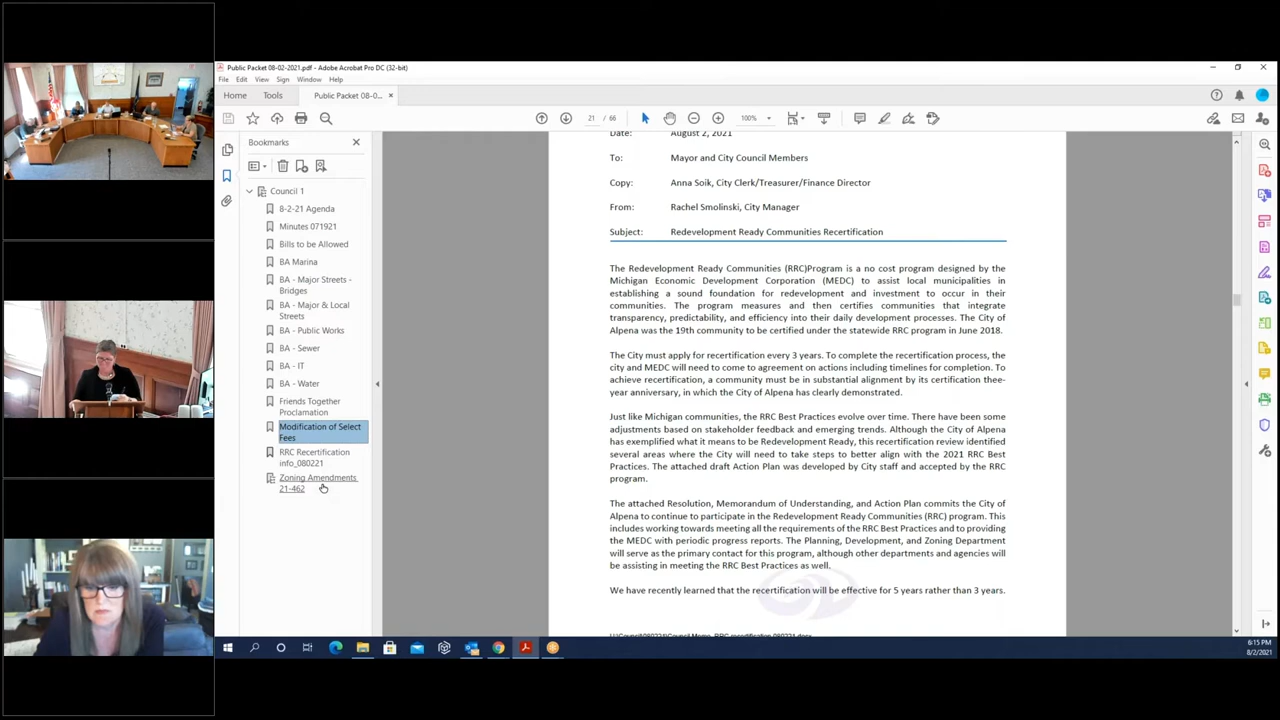 Public Packet 08-02-2021.pdf - Adobe Acrobat Pro DC (32-bit)
File Edit View Sign Window Help
Home Tools Public Packet 08-0... ×
21 / 66 100%
Bookmarks
Council 1
8-2-21 Agenda
Minutes 071921
Bills to be Allowed
BA Marina
BA - Major Streets -
Bridges
BA - Major & Local
Streets
BA - Public Works
BA - Sewer
BA - IT
BA - Water
Friends Together
Proclamation
Modification of Select
Fees
RRC Recertification
info_080221
Zoning Amendments
21-462
Date: August 2, 2021
To: Mayor and City Council Members
Copy: Anna Soik, City Clerk/Treasurer/Finance Director
From: Rachel Smolinski, City Manager
Subject: Redevelopment Ready Communities Recertification
The Redevelopment Ready Communities (RRC)Program is a no cost program designed by the
Michigan Economic Development Corporation (MEDC) to assist local municipalities in
establishing a sound foundation for redevelopment and investment to occur in their
communities. The program measures and then certifies communities that integrate
transparency, predictability, and efficiency into their daily development processes. The City of
Alpena was the 19th community to be certified under the statewide RRC program in June 2018.
The City must apply for recertification every 3 years. To complete the recertification process, the
city and MEDC will need to come to agreement on actions including timelines for completion. To
achieve recertification, a community must be in substantial alignment by its certification thee-
year anniversary, in which the City of Alpena has clearly demonstrated.
Just like Michigan communities, the RRC Best Practices evolve over time. There have been some
adjustments based on stakeholder feedback and emerging trends. Although the City of Alpena
has exemplified what it means to be Redevelopment Ready, this recertification review identified
several areas where the City will need to take steps to better align with the 2021 RRC Best
Practices. The attached draft Action Plan was developed by City staff and accepted by the RRC
program.
The attached Resolution, Memorandum of Understanding, and Action Plan commits the City of
Alpena to continue to participate in the Redevelopment Ready Communities (RRC) program. This
includes working towards meeting all the requirements of the RRC Best Practices and to providing
the MEDC with periodic progress reports. The Planning, Development, and Zoning Department
will serve as the primary contact for this program, although other departments and agencies will
be assisting in meeting the RRC Best Practices as well.
We have recently learned that the recertification will be effective for 5 years rather than 3 years.
6:15 PM
8/2/2021